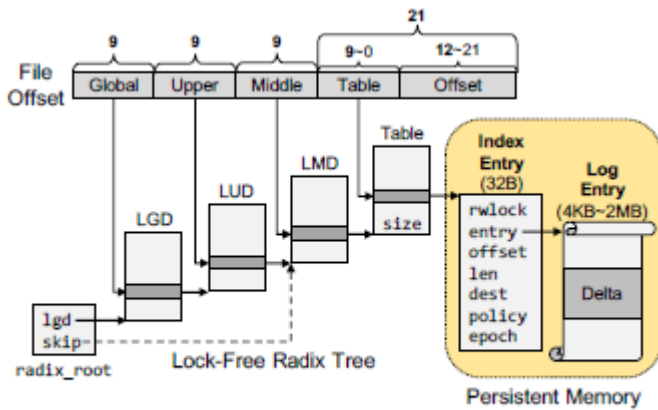 21
9 9 9 9~0 12~21
File Offset
Global Upper Middle Table Offset
Table
Index Entry (32B)
Log Entry (4KB~2MB)
LMD
LUD
LGD
size
rwlock
entry
offset
len
dest
policy
epoch
Delta
lgd
skip
radix_root
Lock-Free Radix Tree
Persistent Memory